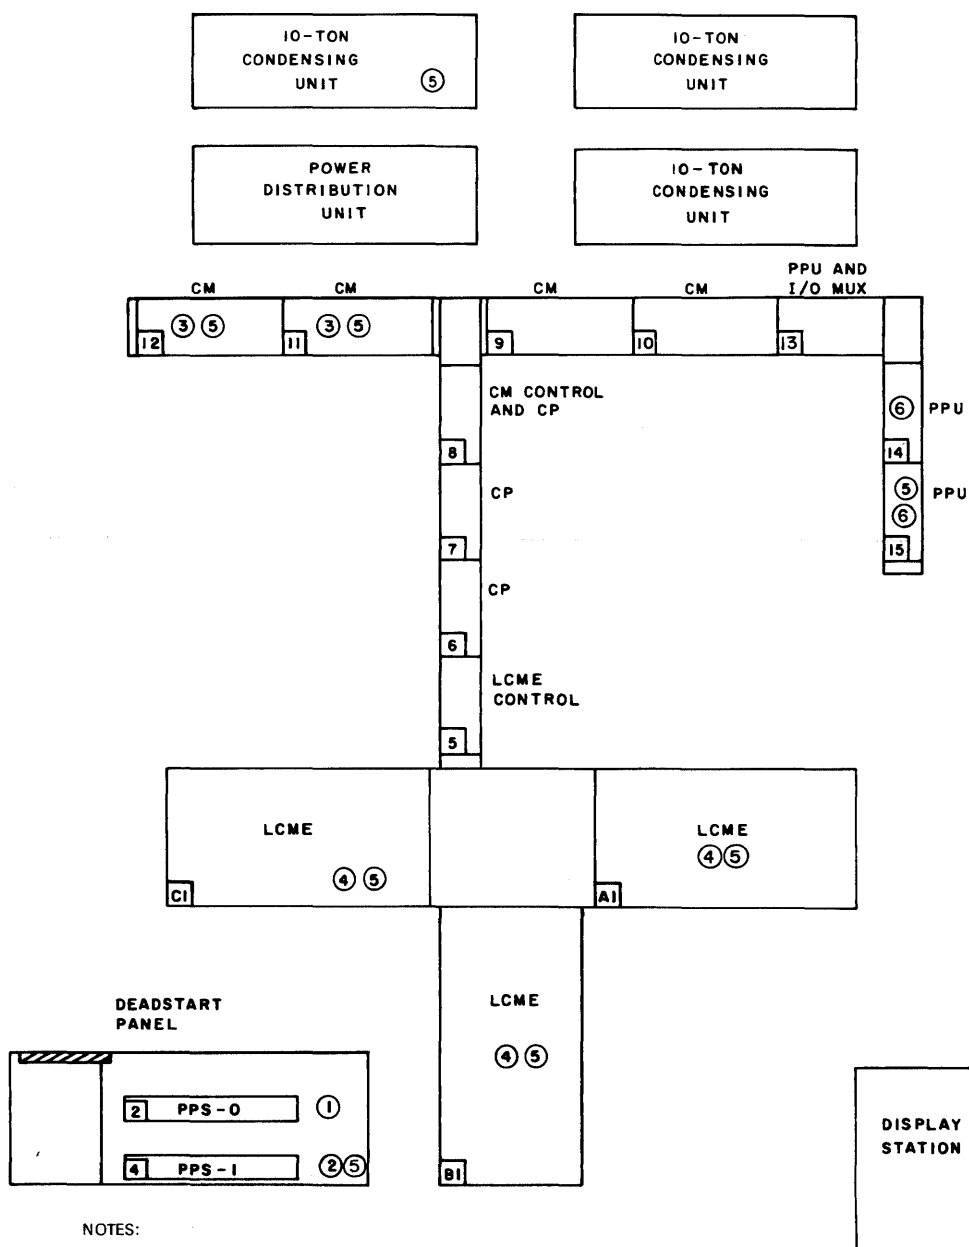 10-TON
CONDENSING
UNIT
5
10-TON
CONDENSING
UNIT
POWER
DISTRIBUTION
UNIT
10-TON
CONDENSING
UNIT
CM
CM
CM
CM
PPU AND
I/O MUX
12
3 5
11
3 5
9
10
13
CM CONTROL
AND CP
8
6
PPU
14
CP
7
5
6
PPU
15
CP
6
LCME
CONTROL
5
LCME
4 5
C1
LCME
4 5
A1
LCME
4 5
B1
DEADSTART
PANEL
2 PPS-0 1
4 PPS-1 2 5
DISPLAY
STATION
NOTES: